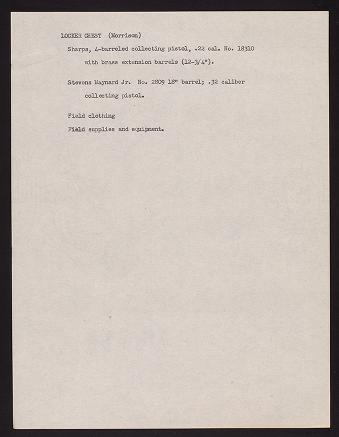 LOCKER CHEST (Morrison)
Sharps, 4-barreled collecting pistol, .22 cal. No. 18310
with brass extension barrels (12-3/4").
Stevens Maynard Jr. No. 2809 18" barrel; .32 caliber
collecting pistol.
Field clothing
Field supplies and equipment.